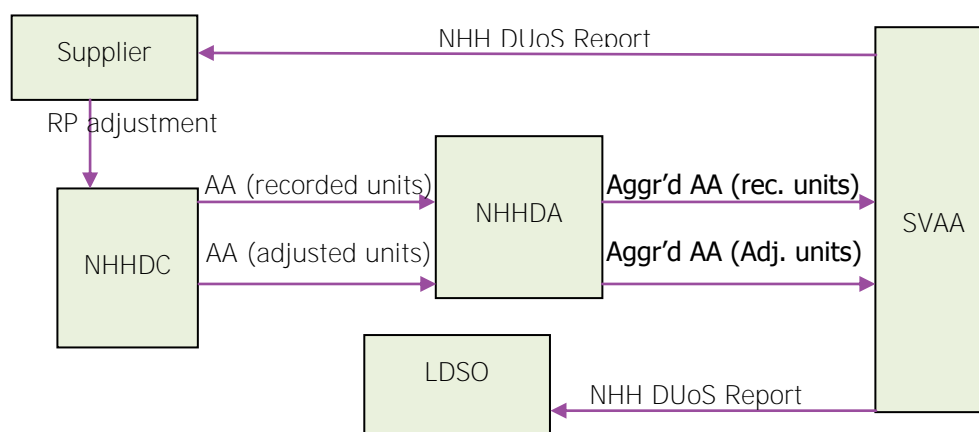 NHH DUoS Report
Supplier
RP adjustment
AA (recorded units)
Aggr'd AA (rec. units)
NHHDA
SVAA
NHHDC
AA (adjusted units)
Aggr'd AA (Adj. units)
LDSO
NHH DUoS Report